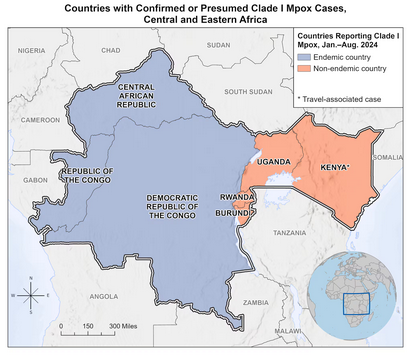 Countries with Confirmed or Presumed Clade I Mpox Cases,
Central and Eastern Africa
Countries Reporting Clade I
Mpox, Jan.–Aug. 2024
Endemic country
Non-endemic country
* Travel-associated case
NIGERIA
CHAD
SUDAN
CENTRAL
AFRICAN
REPUBLIC
SOUTH SUDAN
CAMEROON
SOMALIA
UGANDA
KENYA*
REPUBLIC OF
THE CONGO
GABON
DEMOCRATIC
REPUBLIC OF
THE CONGO
RWANDA
BURUNDI
TANZANIA
ANGOLA
ZAMBIA
MALAWI
N
W
E
S
0
150
300 Miles